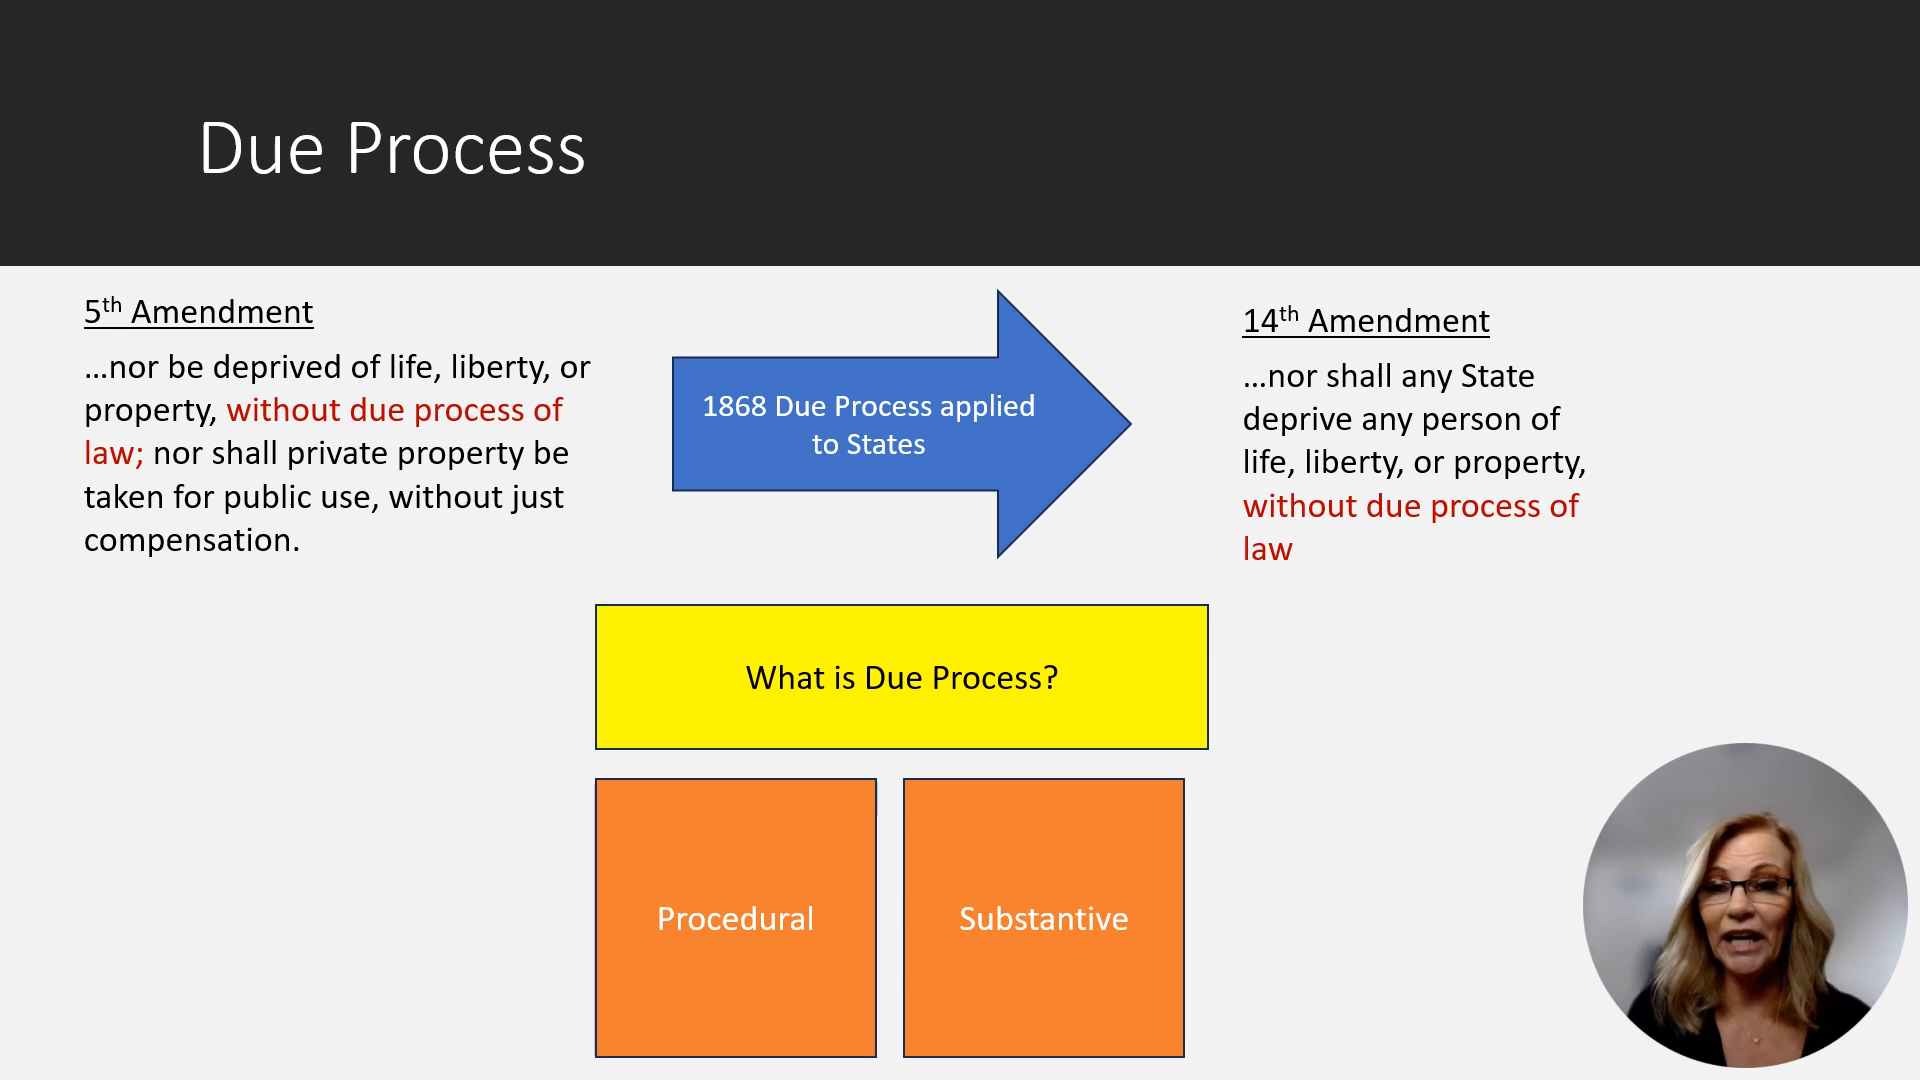 Due Process
5th Amendment
...nor be deprived of life, liberty, or
property, without due process of
law; nor shall private property be
taken for public use, without just
compensation.
1868 Due Process applied
to States
14th Amendment
...nor shall any State
deprive any person of
life, liberty, or property,
without due process of
law
What is Due Process?
Procedural
Substantive